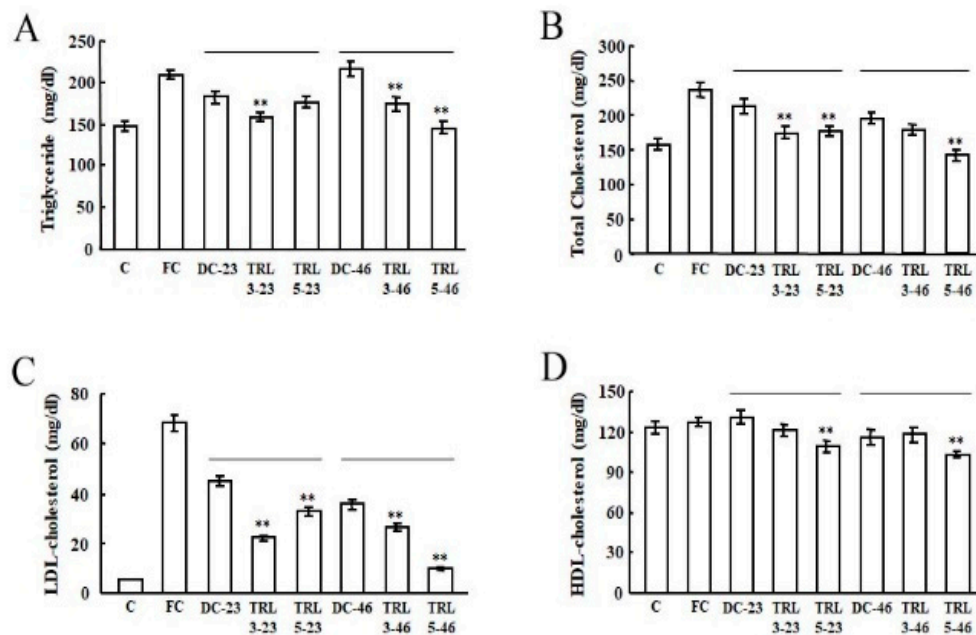 A
Triglyceride (mg/dl)
250
200
150
100
50
0
**
**
**
C FC DC-23 TRL TRL DC-46 TRL TRL
3-23 5-23 3-46 5-46
B
Total Cholesterol (mg/dl)
300
250
200
150
100
50
0
**
**
**
C FC DC-23 TRL TRL DC-46 TRL TRL
3-23 5-23 3-46 5-46
C
LDL-cholesterol (mg/dl)
80
60
40
20
0
**
**
**
**
C FC DC-23 TRL TRL DC-46 TRL TRL
3-23 5-23 3-46 5-46
D
HDL-cholesterol (mg/dl)
150
120
90
60
30
0
**
**
C FC DC-23 TRL TRL DC-46 TRL TRL
3-23 5-23 3-46 5-46